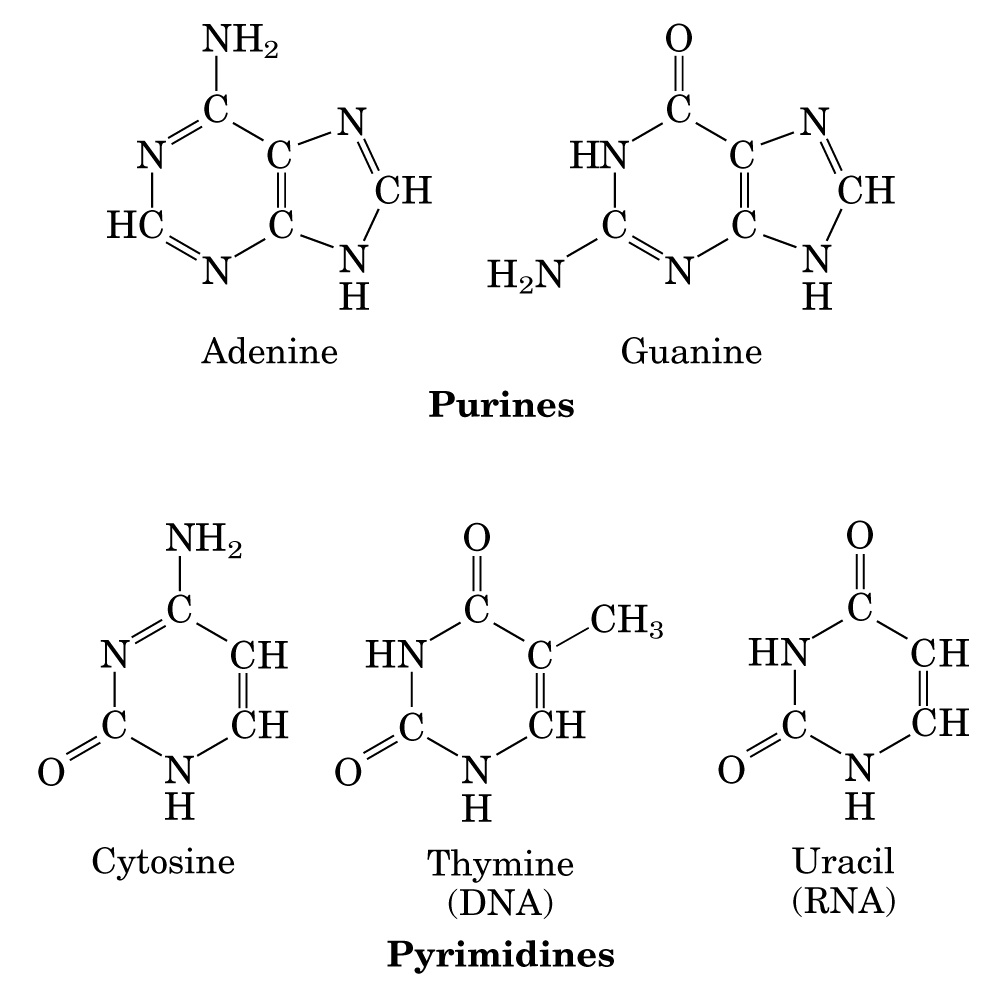 NH₂ O
C N C N
N C HN C
CH CH
HC C C C
N N N N
H₂N H H
Adenine Guanine
Purines
NH₂ O O
C C CH₃ C
N CH HN C HN CH
C CH C CH C CH
O N O N O N
H H H
Cytosine Thymine Uracil
(DNA) (RNA)
Pyrimidines